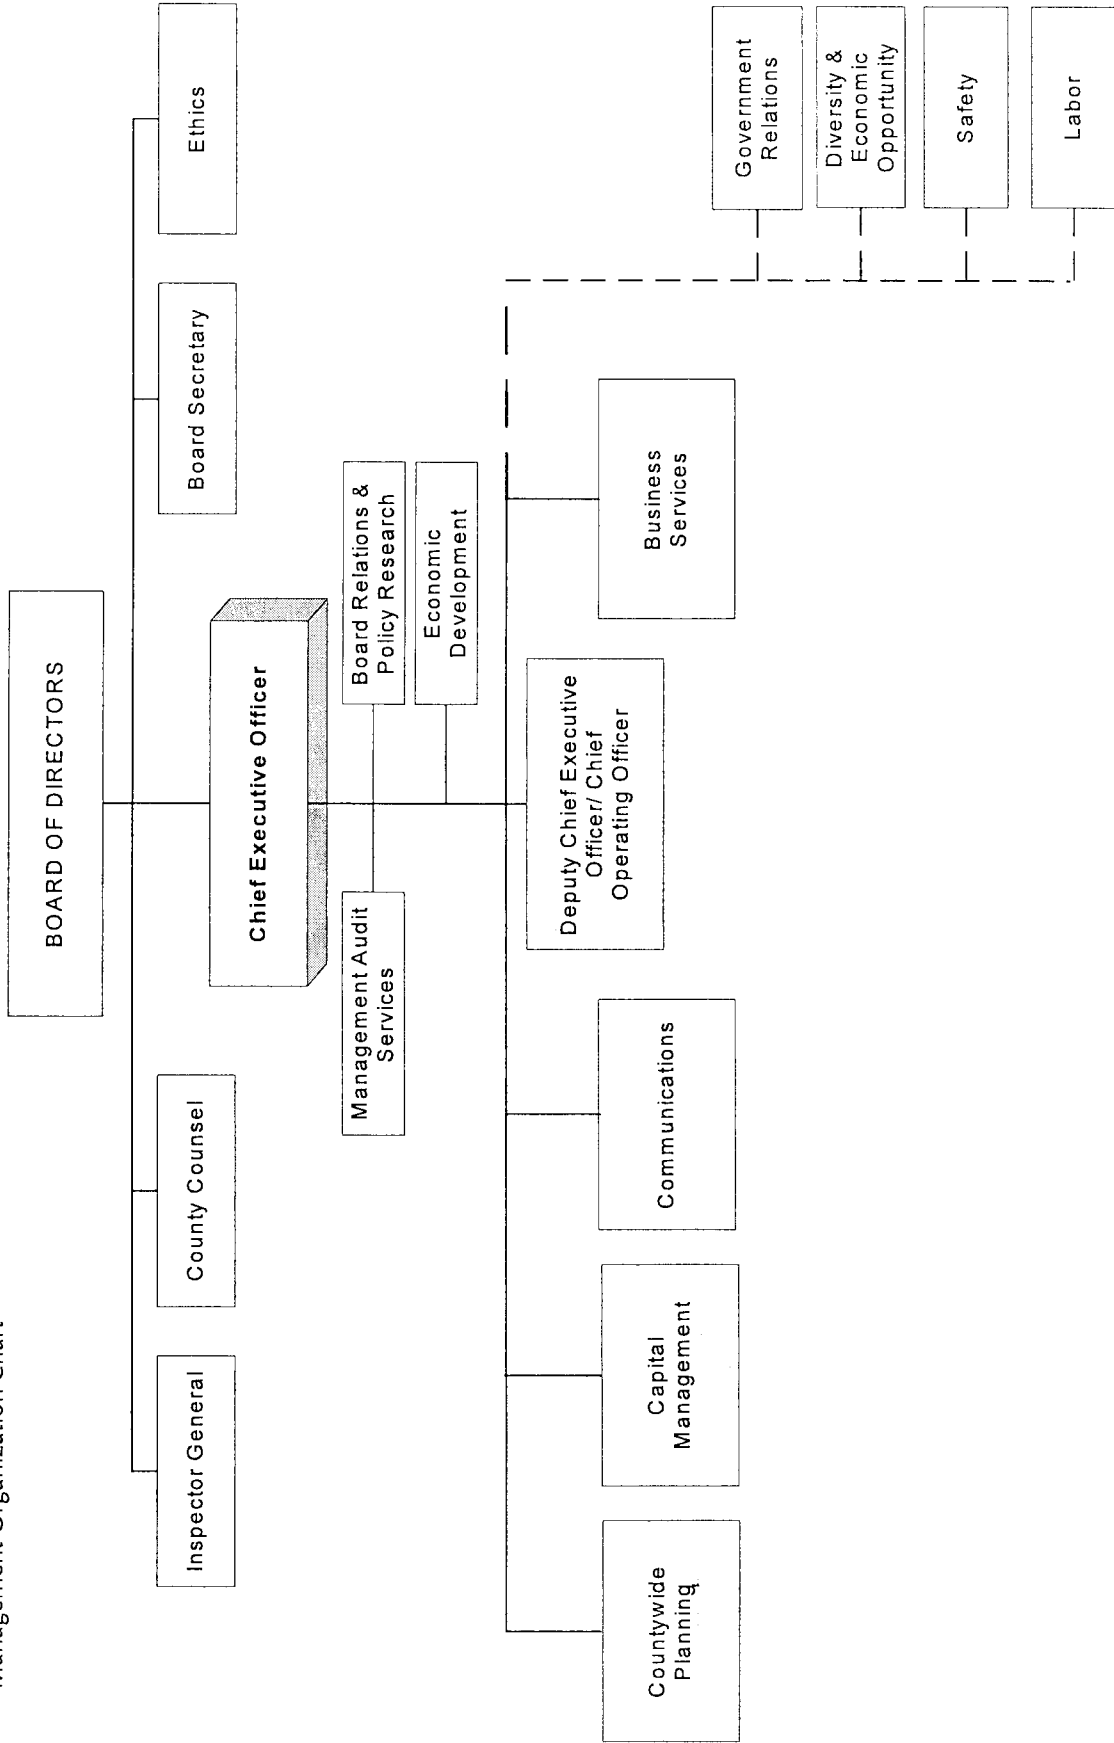 Management Organization Chart
BOARD OF DIRECTORS
Inspector General
County Counsel
Board Secretary
Ethics
Chief Executive Officer
Management Audit
Services
Board Relations &
Policy Research
Economic
Development
Countywide
Planning
Capital
Management
Communications
Deputy Chief Executive
Officer/ Chief
Operating Officer
Business
Services
Government
Relations
Diversity &
Economic
Opportunity
Safety
Labor